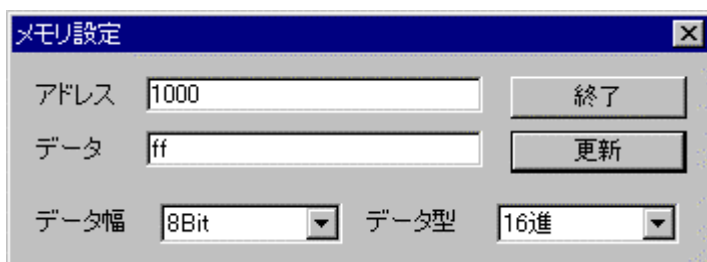 メモリ設定
アドレス 1000 終了
データ ff 更新
データ幅 8Bit データ型 16進